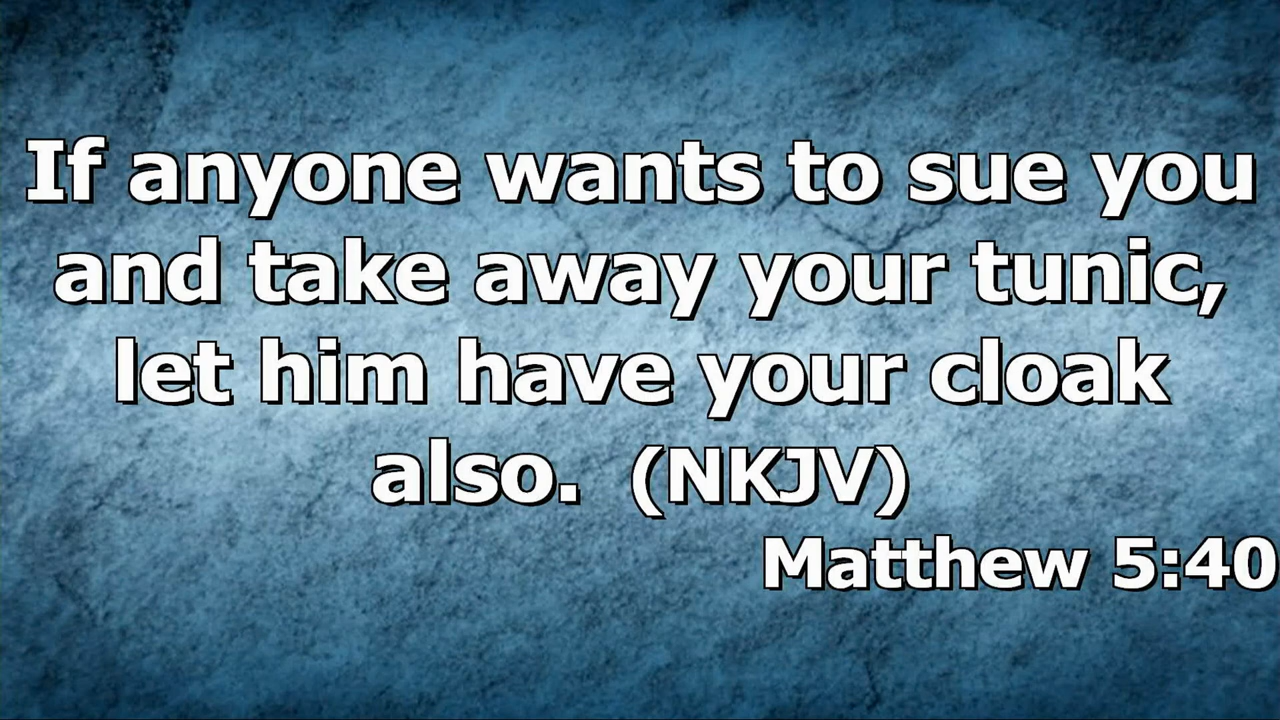 If anyone wants to sue you
and take away your tunic,
let him have your cloak
also.  (NKJV)
Matthew 5:40